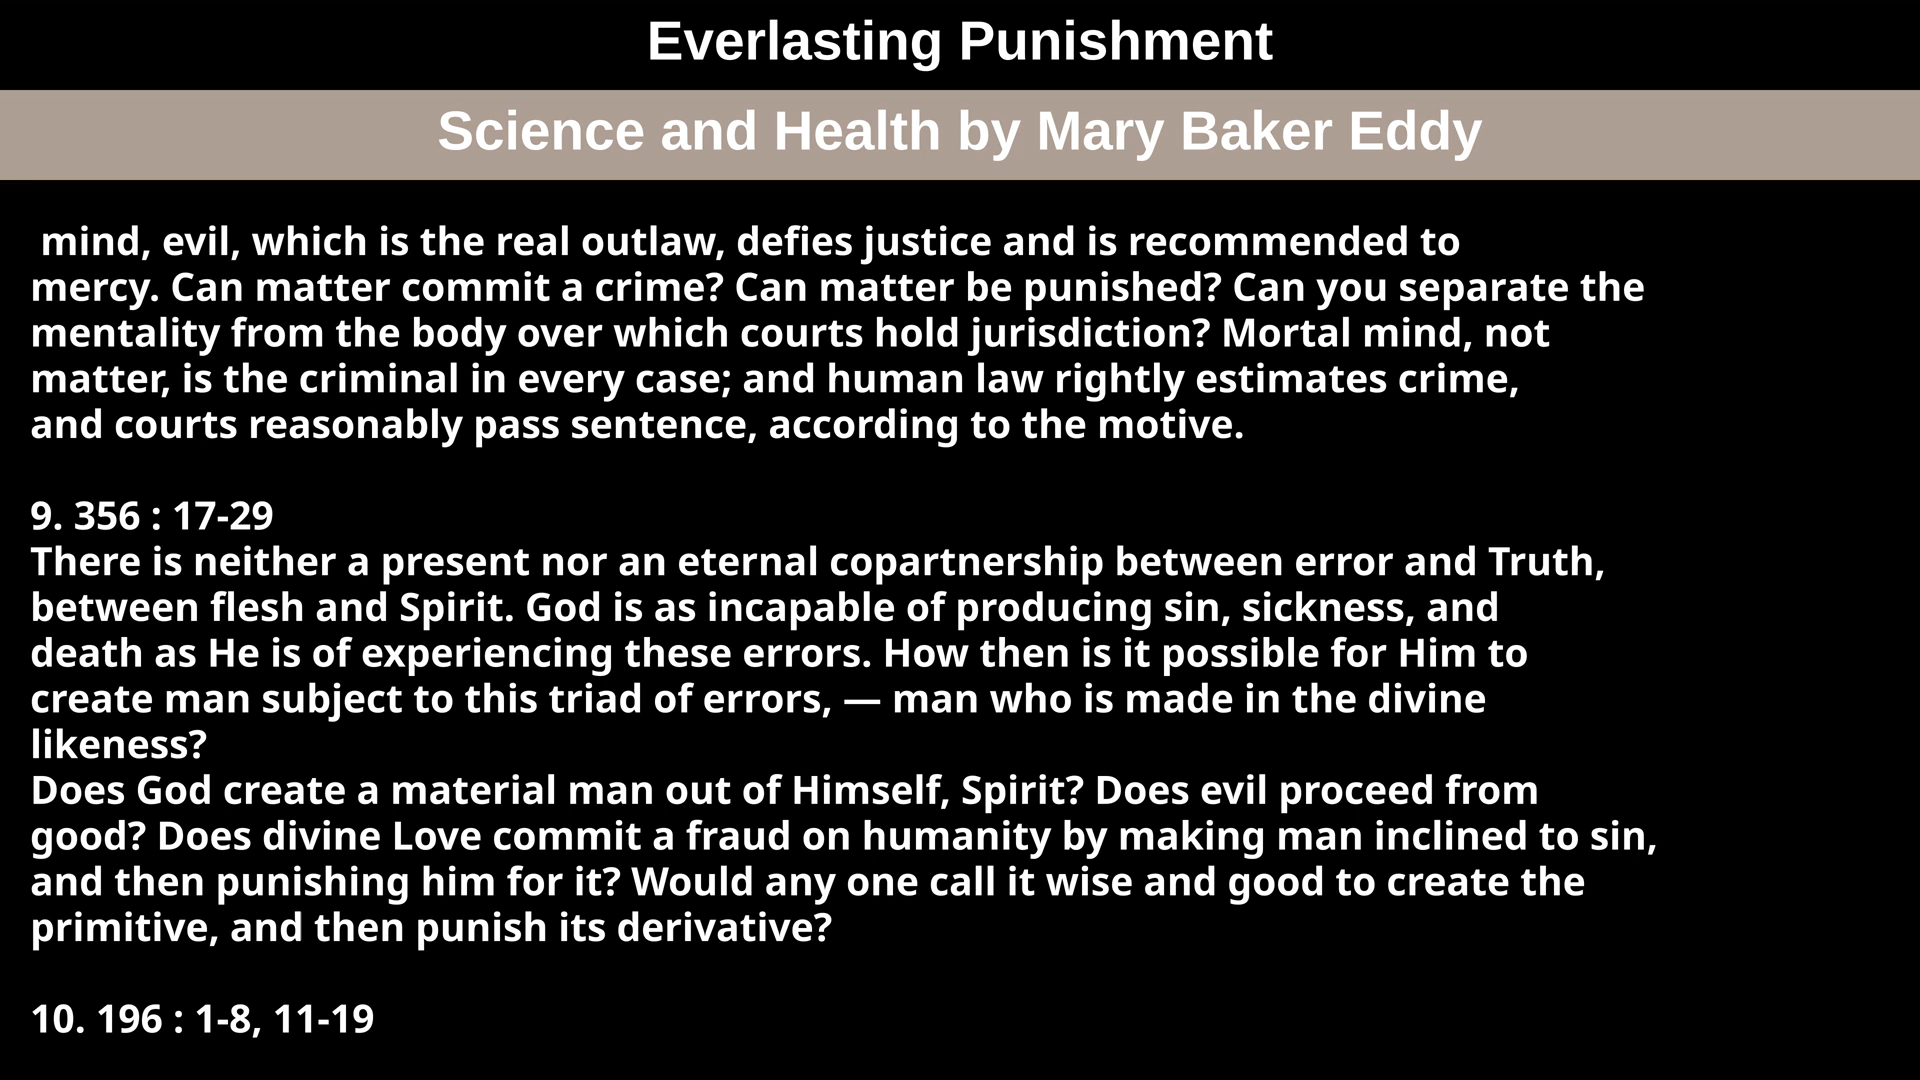 Everlasting Punishment
Science and Health by Mary Baker Eddy
mind, evil, which is the real outlaw, defies justice and is recommended to
mercy. Can matter commit a crime? Can matter be punished? Can you separate the
mentality from the body over which courts hold jurisdiction? Mortal mind, not
matter, is the criminal in every case; and human law rightly estimates crime,
and courts reasonably pass sentence, according to the motive.
9. 356 : 17-29
There is neither a present nor an eternal copartnership between error and Truth,
between flesh and Spirit. God is as incapable of producing sin, sickness, and
death as He is of experiencing these errors. How then is it possible for Him to
create man subject to this triad of errors, — man who is made in the divine
likeness?
Does God create a material man out of Himself, Spirit? Does evil proceed from
good? Does divine Love commit a fraud on humanity by making man inclined to sin,
and then punishing him for it? Would any one call it wise and good to create the
primitive, and then punish its derivative?
10. 196 : 1-8, 11-19